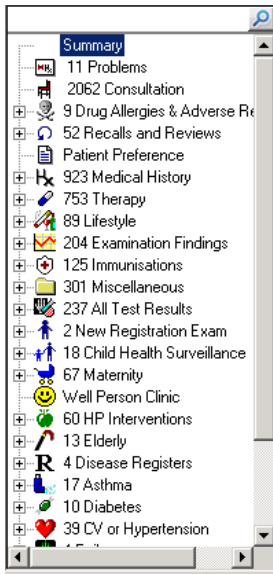 Summary
11 Problems
2062 Consultation
9 Drug Allergies & Adverse
52 Recalls and Reviews
Patient Preference
923 Medical History
753 Therapy
89 Lifestyle
204 Examination Findings
125 Immunisations
301 Miscellaneous
237 All Test Results
2 New Registration Exam
18 Child Health Surveillance
67 Maternity
Well Person Clinic
60 HP Interventions
13 Elderly
4 Disease Registers
17 Asthma
10 Diabetes
39 CV or Hypertension